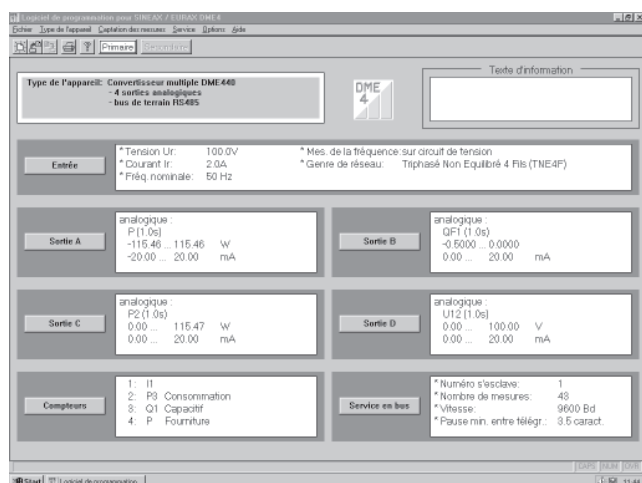 Logiciel de programmation pour SINEAX / EURAX DME 4
Fichier Type de l'appareil Captation des mesures Service Options Aide
Primaire Secondaire
Type de l'appareil: Convertisseur multiple DME440
- 4 sorties analogiques
- bus de terrain RS485
DME
4
Texte d'information
Entrée
* Tension Ur: 100.0V * Mes. de la fréquence: sur circuit de tension
* Courant Ir: 2.0A * Genre de réseau: Triphasé Non Equilibré 4 Fils (TNE4F)
* Fréq. nominale: 50 Hz
Sortie A
analogique :
P (1.0s)
-115.46 ... 115.46 W
-20.00 ... 20.00 mA
Sortie B
analogique :
QF1 (1.0s)
-0.5000 ... 0.0000
0.00 ... 20.00 mA
Sortie C
analogique :
P2 (1.0s)
0.00 ... 115.47 W
0.00 ... 20.00 mA
Sortie D
analogique :
U12 (1.0s)
0.00 ... 100.00 V
0.00 ... 20.00 mA
Compteurs
1: I1
2: P3 Consommation
3: Q1 Capacitif
4: P Fourniture
Service en bus
* Numéro s'esclave: 1
* Nombre de mesures: 43
* Vitesse: 9600 Bd
* Pause min. entre télégr.: 3.5 caract.
CAPS NUM OVR
Start Logiciel de programmation 11:44